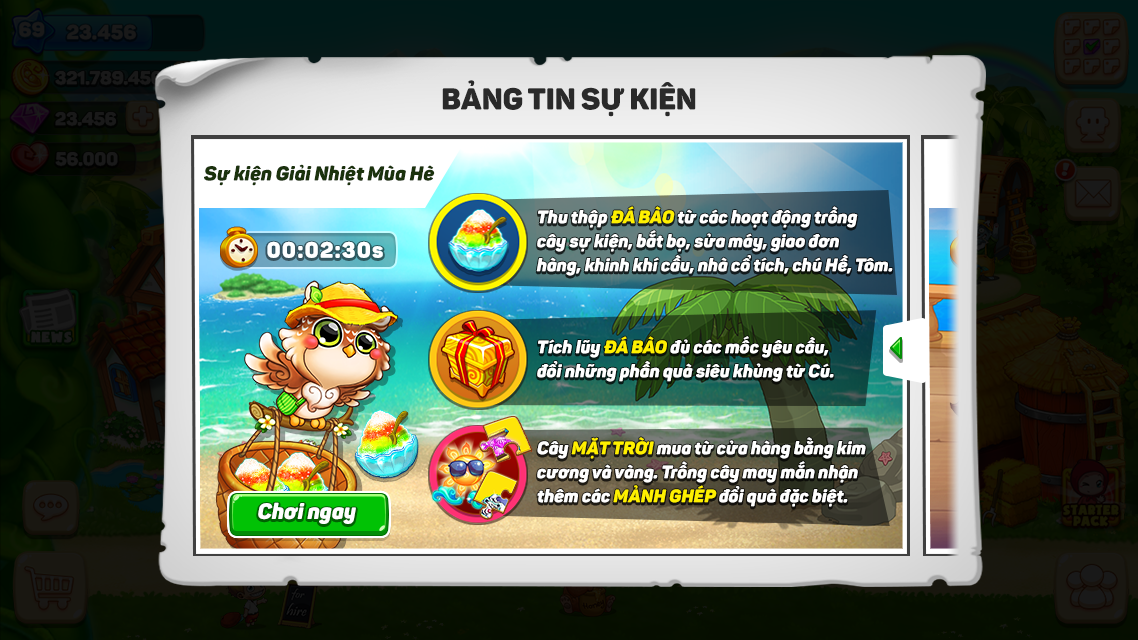 69
23.456
321.789.456
23.456
56.000
BẢNG TIN SỰ KIỆN
Sự kiện Giải Nhiệt Mùa Hè
00:02:30s
Thu thập ĐÁ BÀO từ các hoạt động trồng
cây sự kiện, bắt bọ, sửa máy, giao đơn
hàng, khinh khí cầu, nhà cổ tích, chú Hề, Tôm.
Tích lũy ĐÁ BÀO đủ các mốc yêu cầu,
đổi những phần quà siêu khủng từ Cú.
Cây MẶT TRỜI mua từ cửa hàng bằng kim
cương và vàng. Trồng cây may mắn nhận
thêm các MẢNH GHÉP đổi quà đặc biệt.
Chơi ngay
NEWS
STARTER
PACK
for
hire